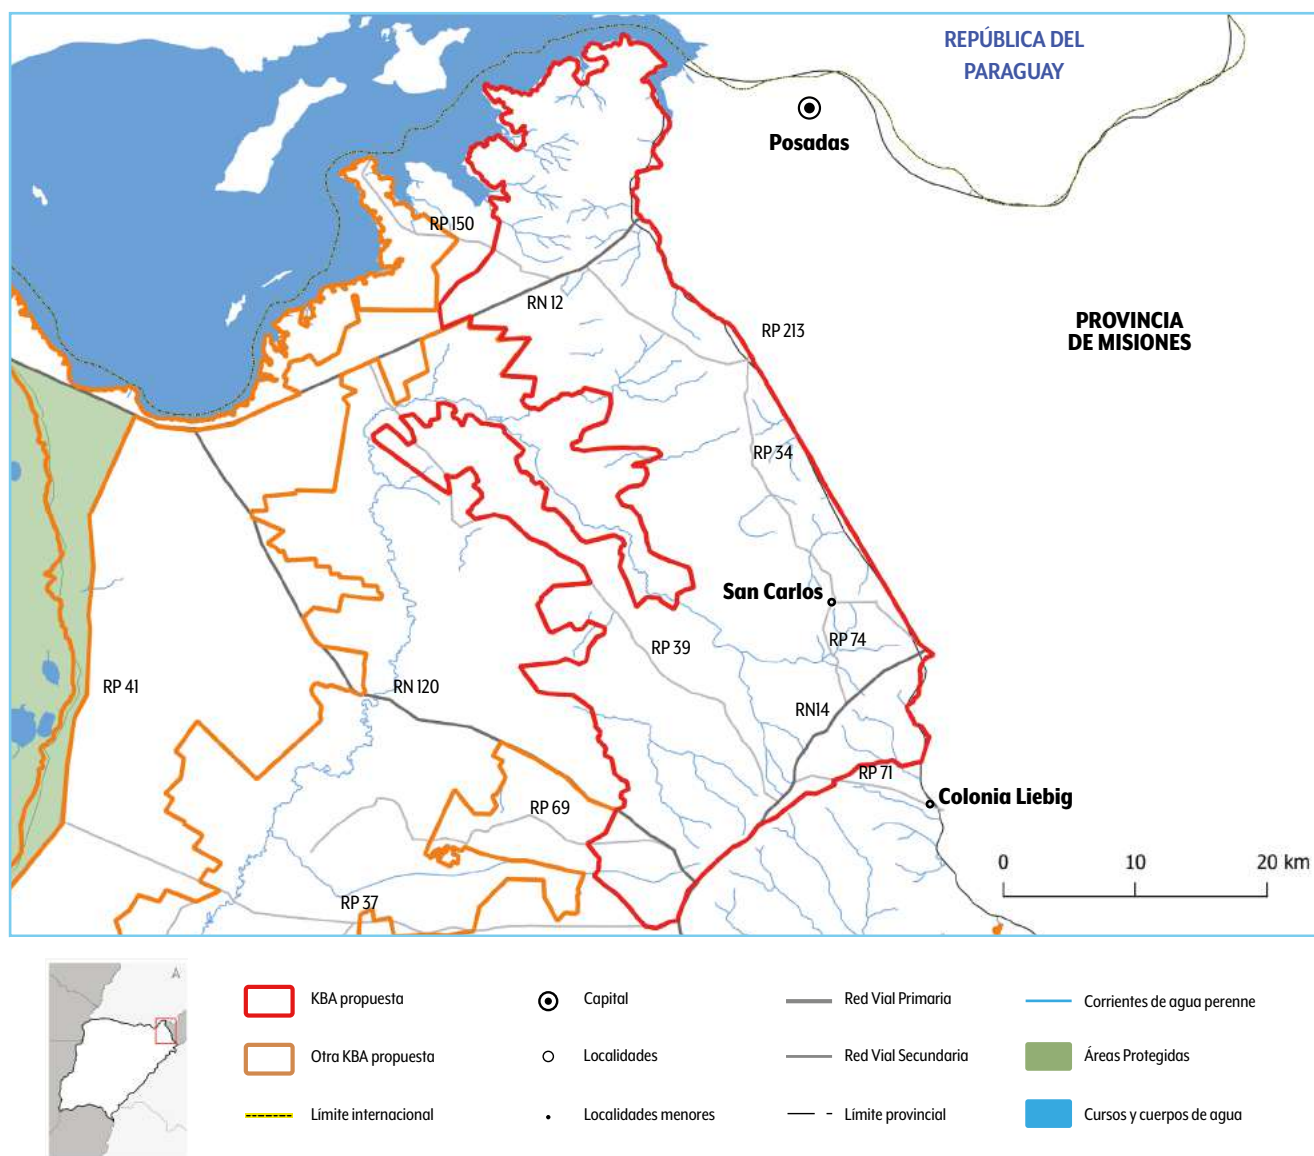 REPÚBLICA DEL
PARAGUAY
Posadas
RP 150
RN 12
RP 213
PROVINCIA
DE MISIONES
RP 34
San Carlos
RP 74
RP 39
RP 41
RN 120
RN14
RP 71
Colonia Liebig
RP 69
RP 37
0 10 20 km
KBA propuesta
Capital
Red Vial Primaria
Corrientes de agua perenne
Otra KBA propuesta
Localidades
Red Vial Secundaria
Áreas Protegidas
Límite internacional
Localidades menores
Límite provincial
Cursos y cuerpos de agua